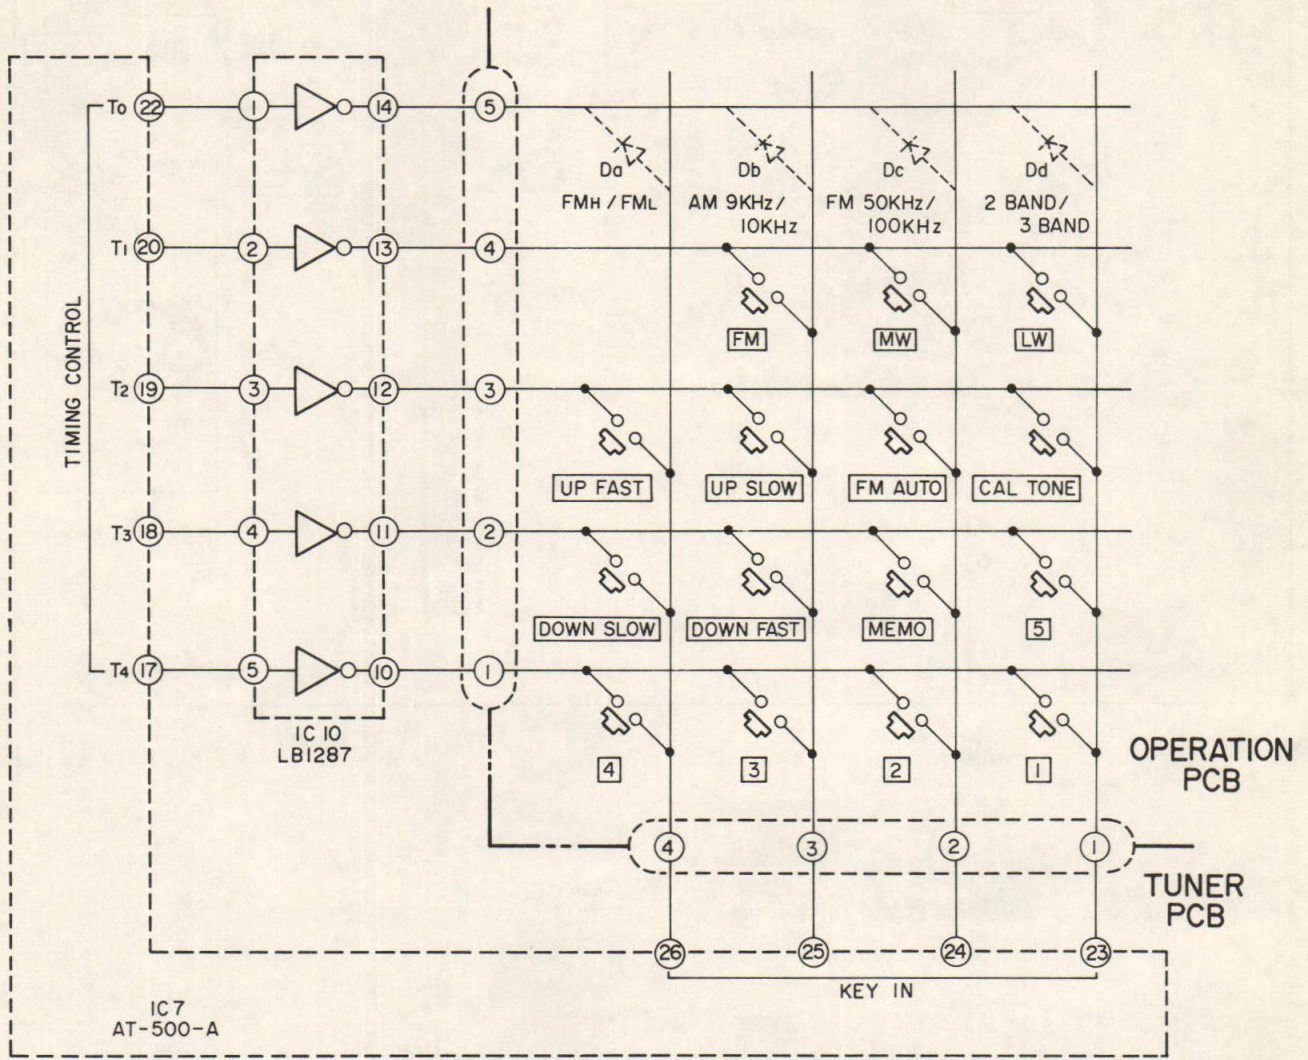 T0 22 1 14 5
Da Db Dc Dd
FMH / FML AM 9KHz / FM 50KHz / 2 BAND /
10KHz 100KHz 3 BAND
T1 20 2 13 4
FM MW LW
TIMING CONTROL
T2 19 3 12 3
UP FAST UP SLOW FM AUTO CAL TONE
T3 18 4 11 2
DOWN SLOW DOWN FAST MEMO 5
T4 17 5 10 1
IC 10
LB1287
4 3 2 1
OPERATION
PCB
4 3 2 1
TUNER
PCB
26 25 24 23
KEY IN
IC 7
AT-500-A